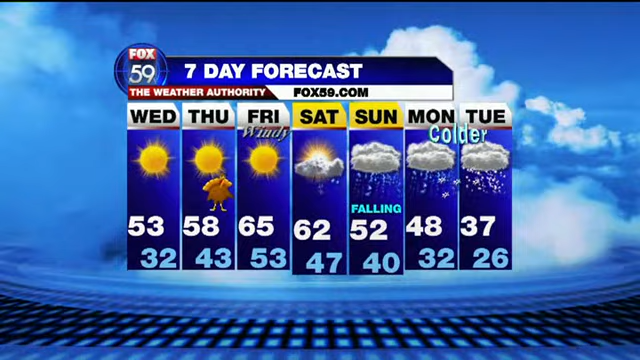 FOX
59
7 DAY FORECAST
THE WEATHER AUTHORITY
FOX59.COM
WED THU FRI SAT SUN MON TUE
Windy
Colder
FALLING
53 58 65 62 52 48 37
32 43 53 47 40 32 26